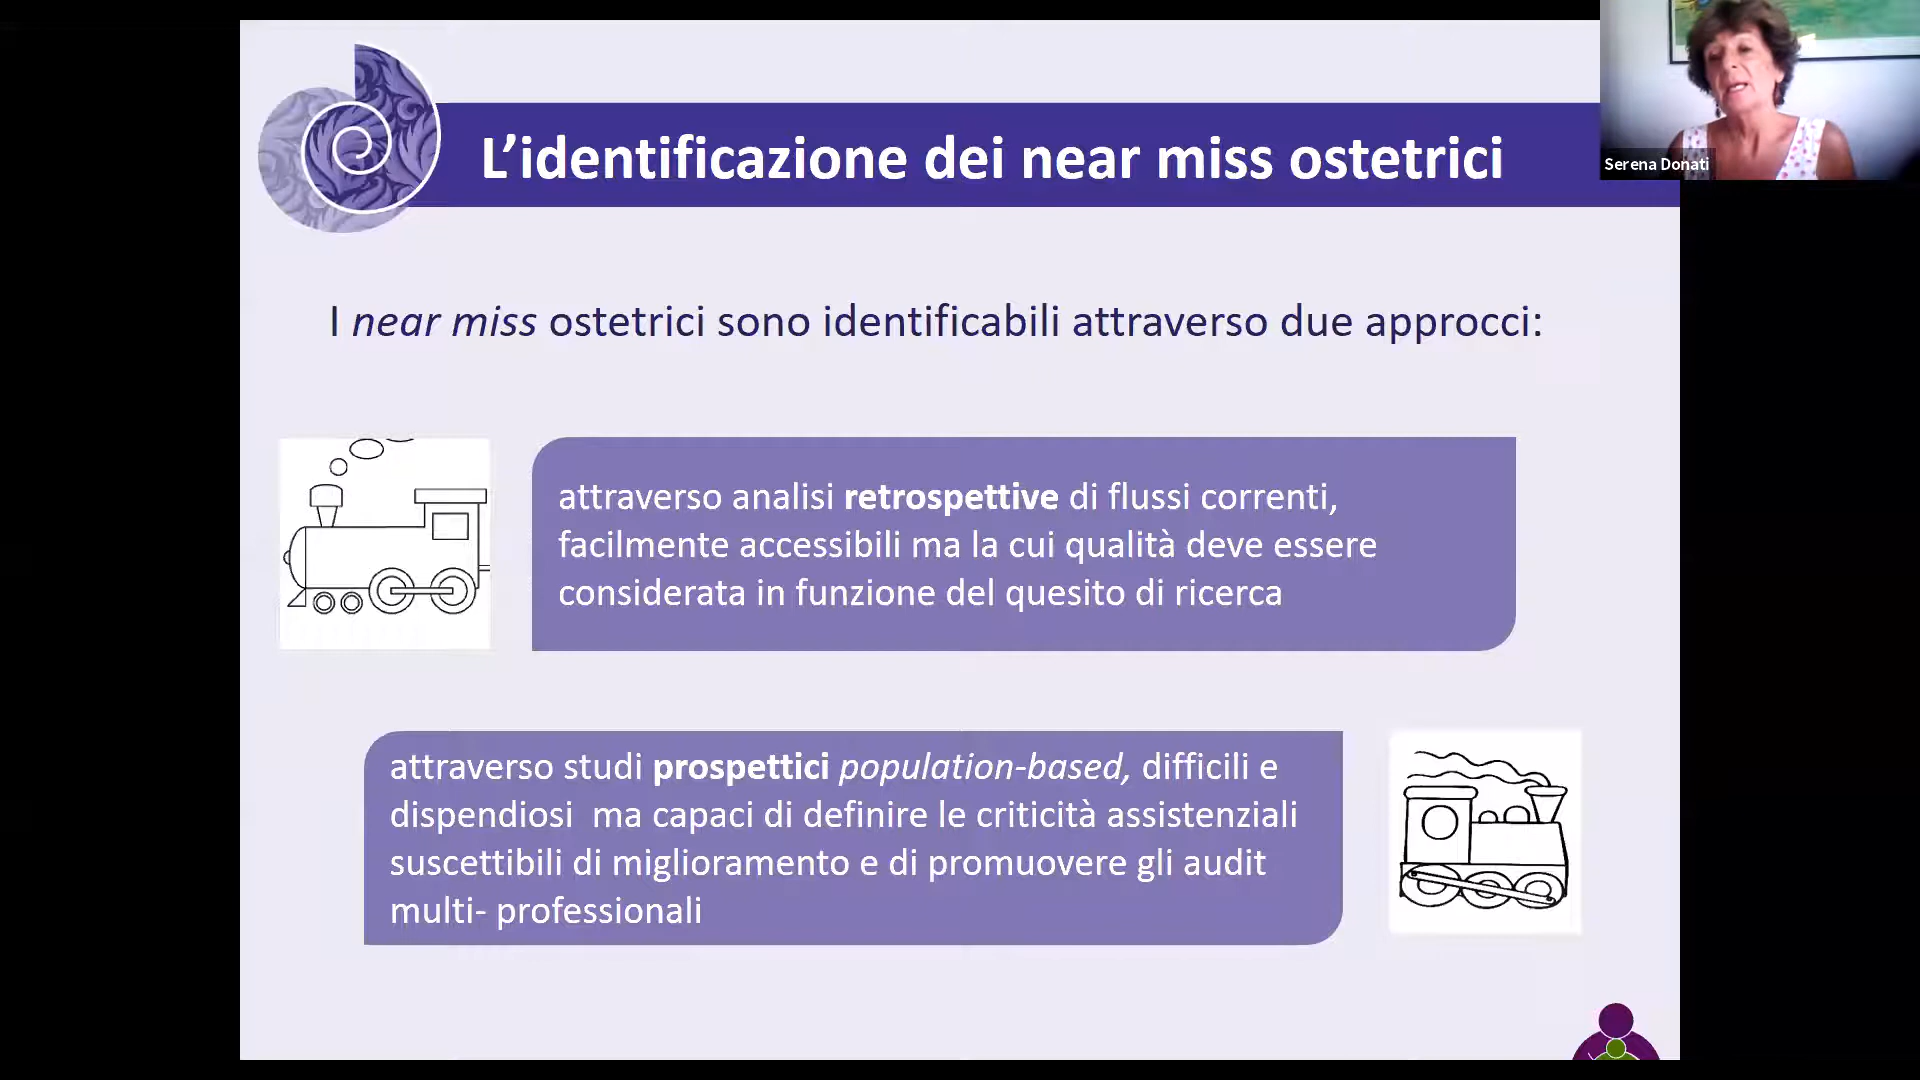 L’identificazione dei near miss ostetrici
Serena Donati
I near miss ostetrici sono identificabili attraverso due approcci:
attraverso analisi retrospettive di flussi correnti,
facilmente accessibili ma la cui qualità deve essere
considerata in funzione del quesito di ricerca
attraverso studi prospettici population-based, difficili e
dispendiosi  ma capaci di definire le criticità assistenziali
suscettibili di miglioramento e di promuovere gli audit
multi- professionali